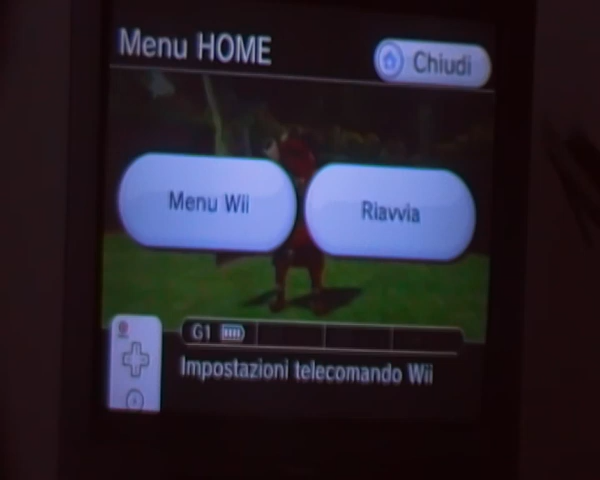 Menu HOME
Chiudi
Menu Wii
Riavvia
G1
Impostazioni telecomando Wii